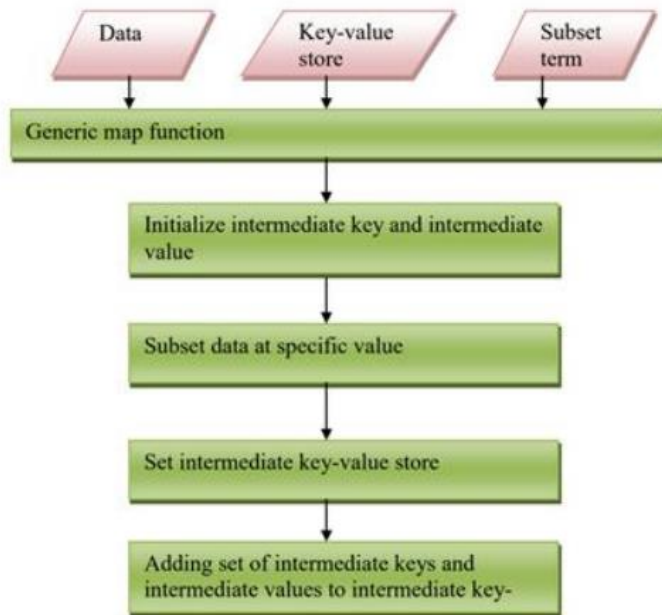 Data
Key-value
store
Subset
term
Generic map function
Initialize intermediate key and intermediate
value
Subset data at specific value
Set intermediate key-value store
Adding set of intermediate keys and
intermediate values to intermediate key-